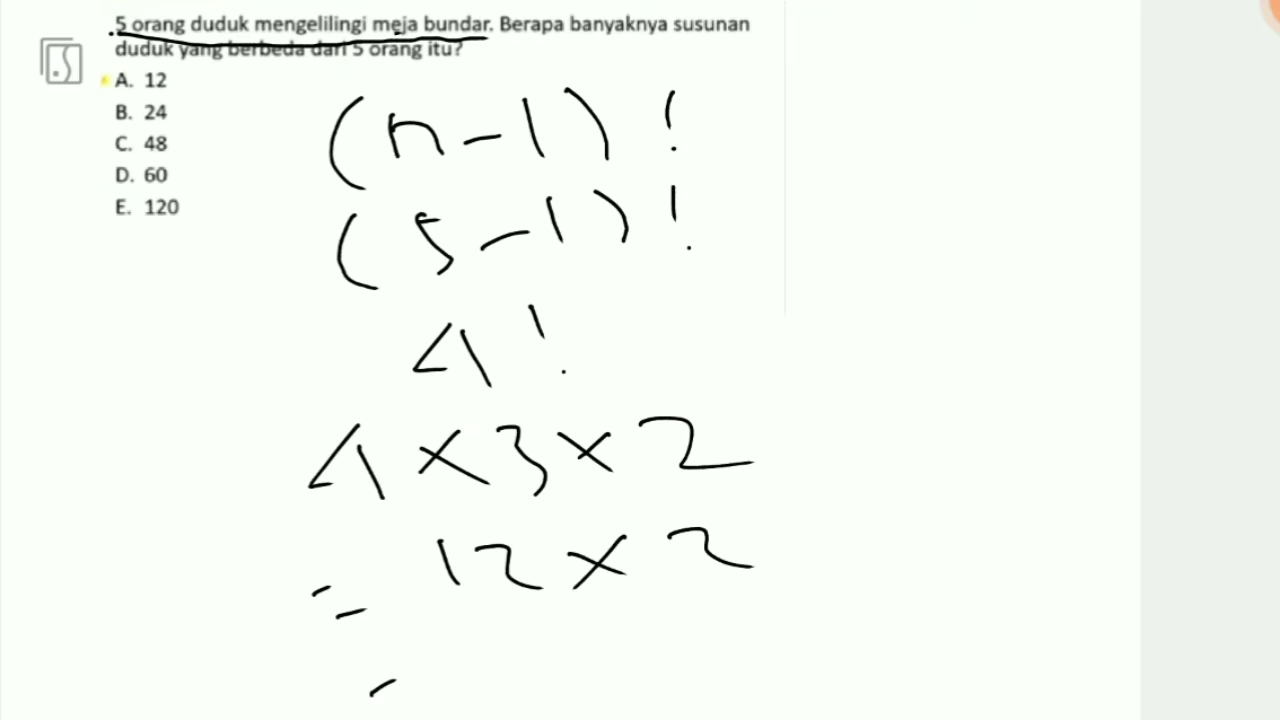 .5 orang duduk mengelilingi meja bundar. Berapa banyaknya susunan
duduk yang berbeda dari 5 orang itu?
A. 12
B. 24
C. 48
D. 60
E. 120
(n-1)!
(5-1)!
4!
4 x 3 x 2
= 12 x 2